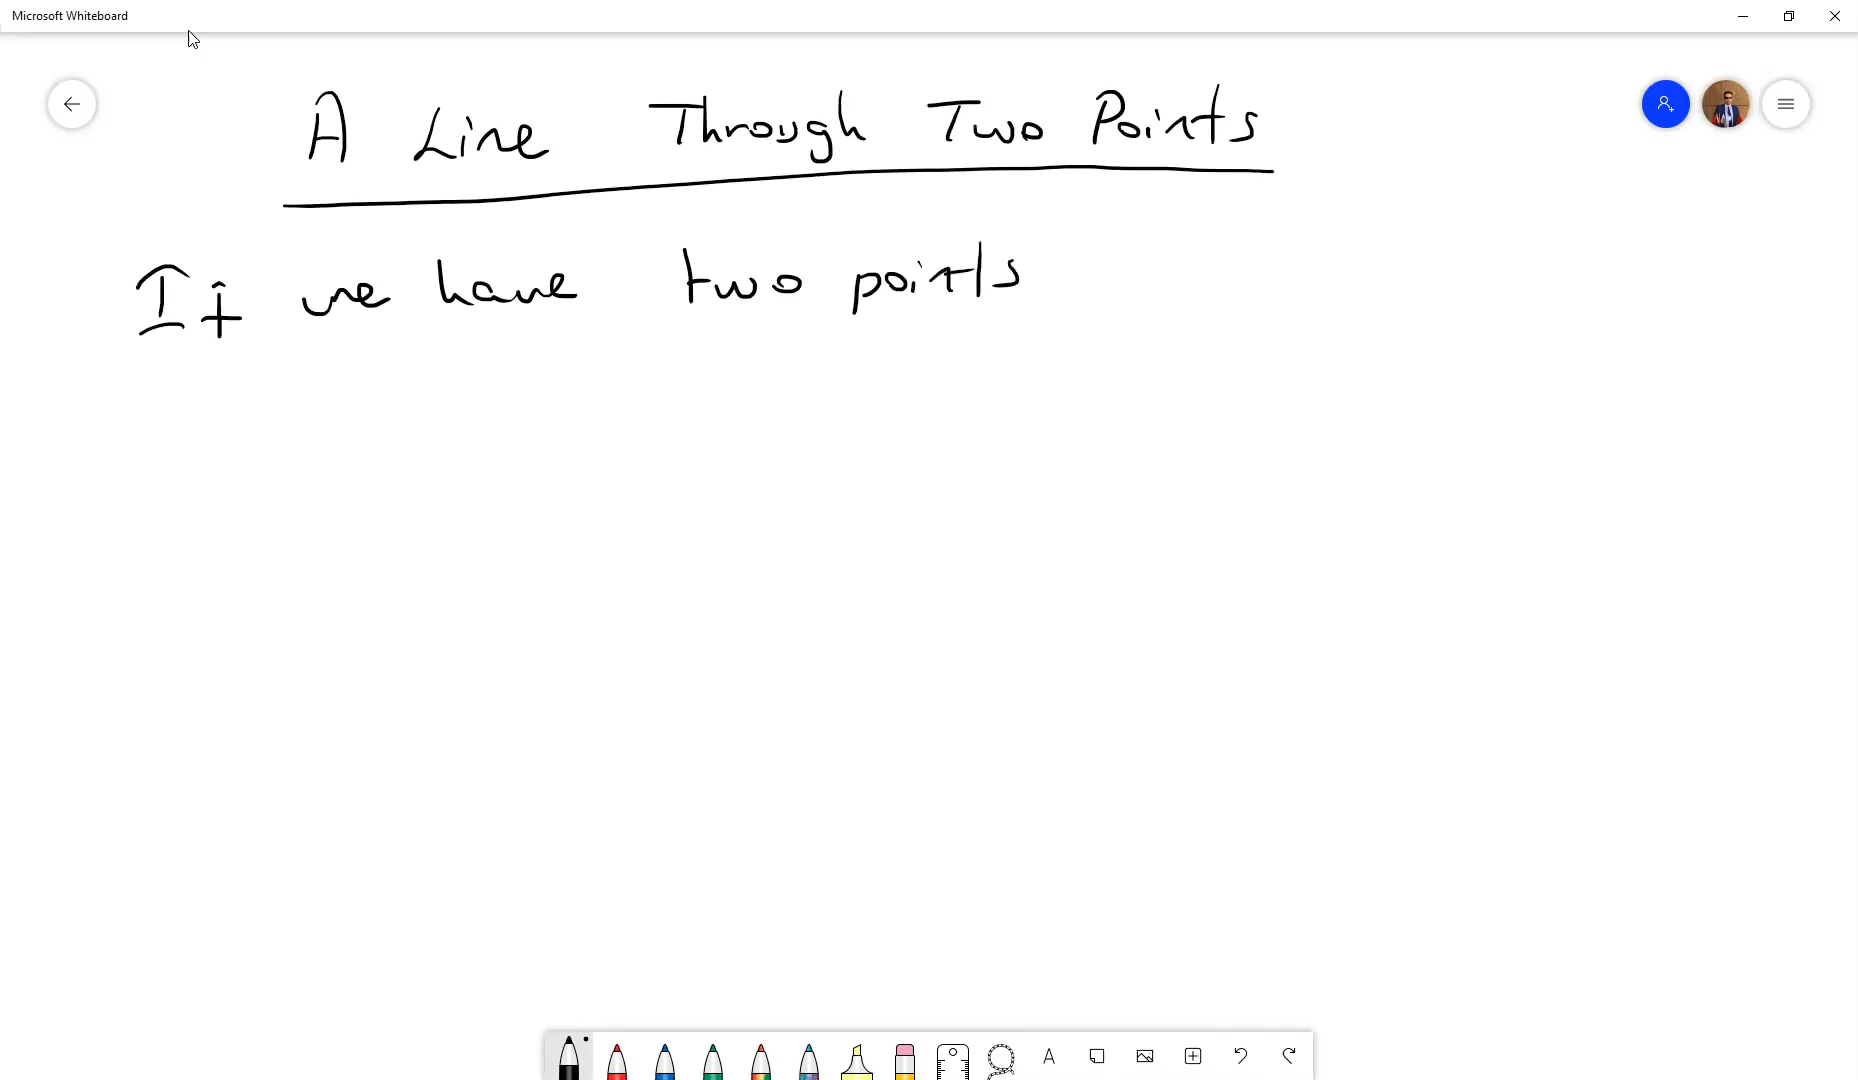 Microsoft Whiteboard
A Line Through Two Points
If we have two points
A